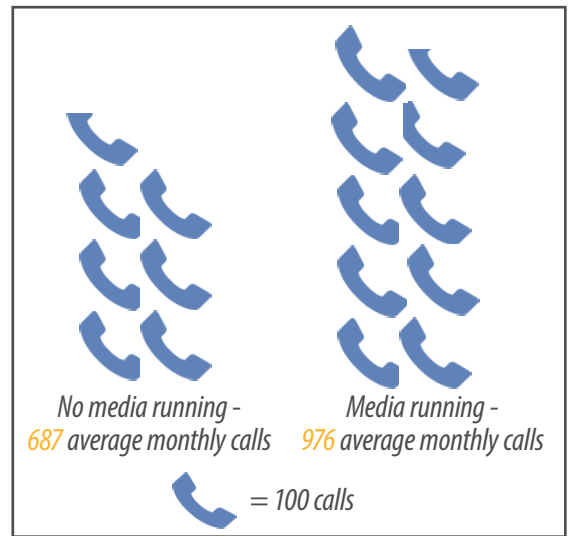 No media running -
687 average monthly calls
Media running -
976 average monthly calls
= 100 calls